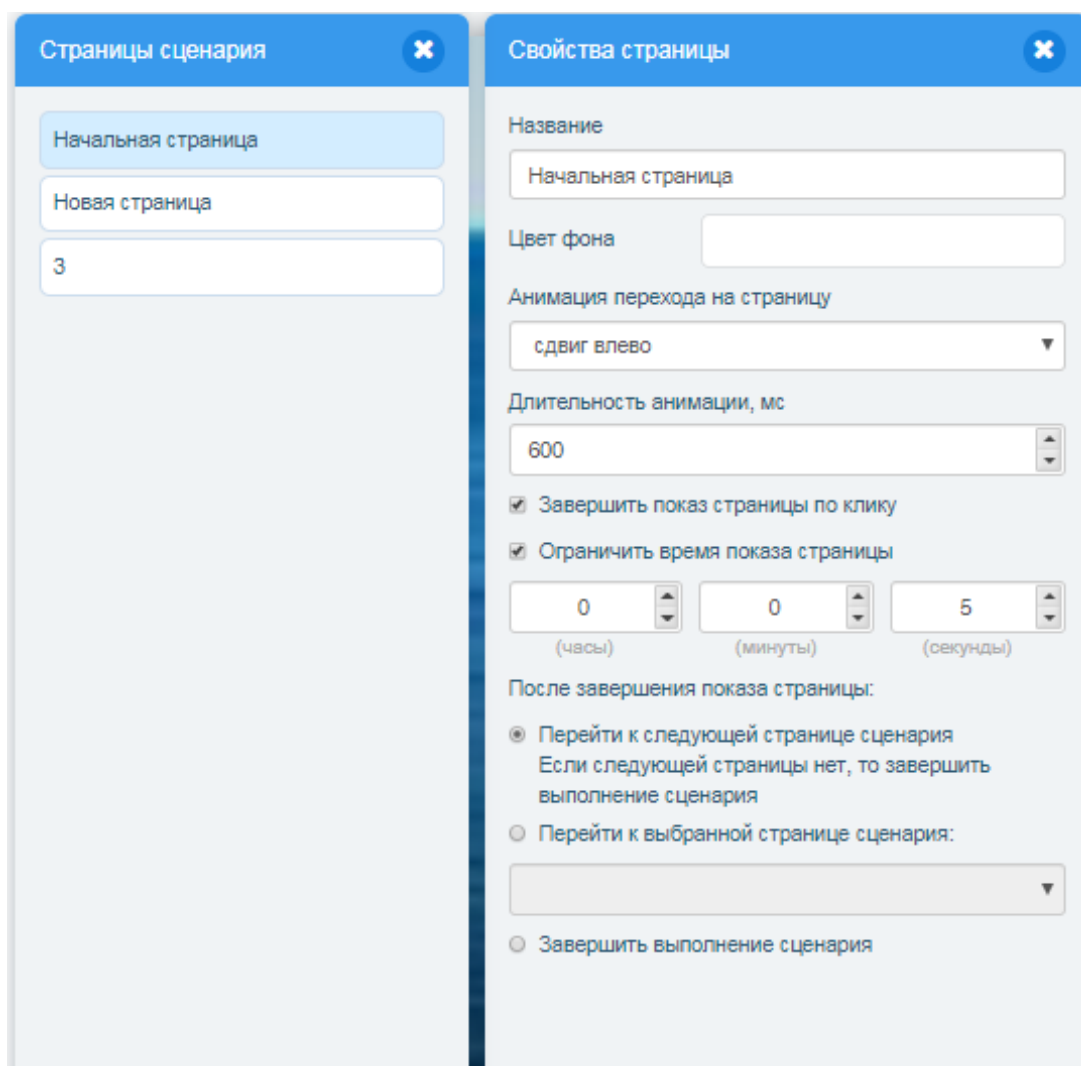 Страницы сценария
Начальная страница
Новая страница
3
Свойства страницы
Название
Начальная страница
Цвет фона
Анимация перехода на страницу
сдвиг влево
Длительность анимации, мс
600
Завершить показ страницы по клику
Ограничить время показа страницы
0 0 5
(часы) (минуты) (секунды)
После завершения показа страницы:
Перейти к следующей странице сценария
Если следующей страницы нет, то завершить
выполнение сценария
Перейти к выбранной странице сценария:
Завершить выполнение сценария